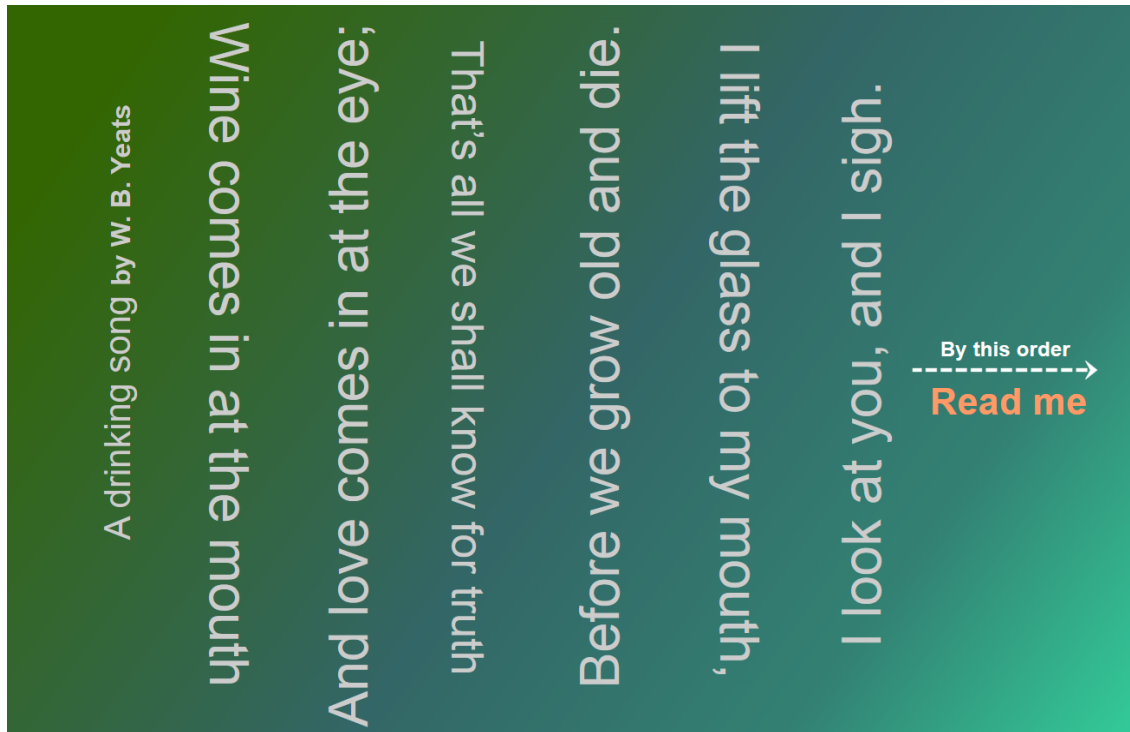 A drinking song by W. B. Yeats
Wine comes in at the mouth
And love comes in at the eye;
That’s all we shall know for truth
Before we grow old and die.
I lift the glass to my mouth,
I look at you, and I sigh.
By this order
Read me